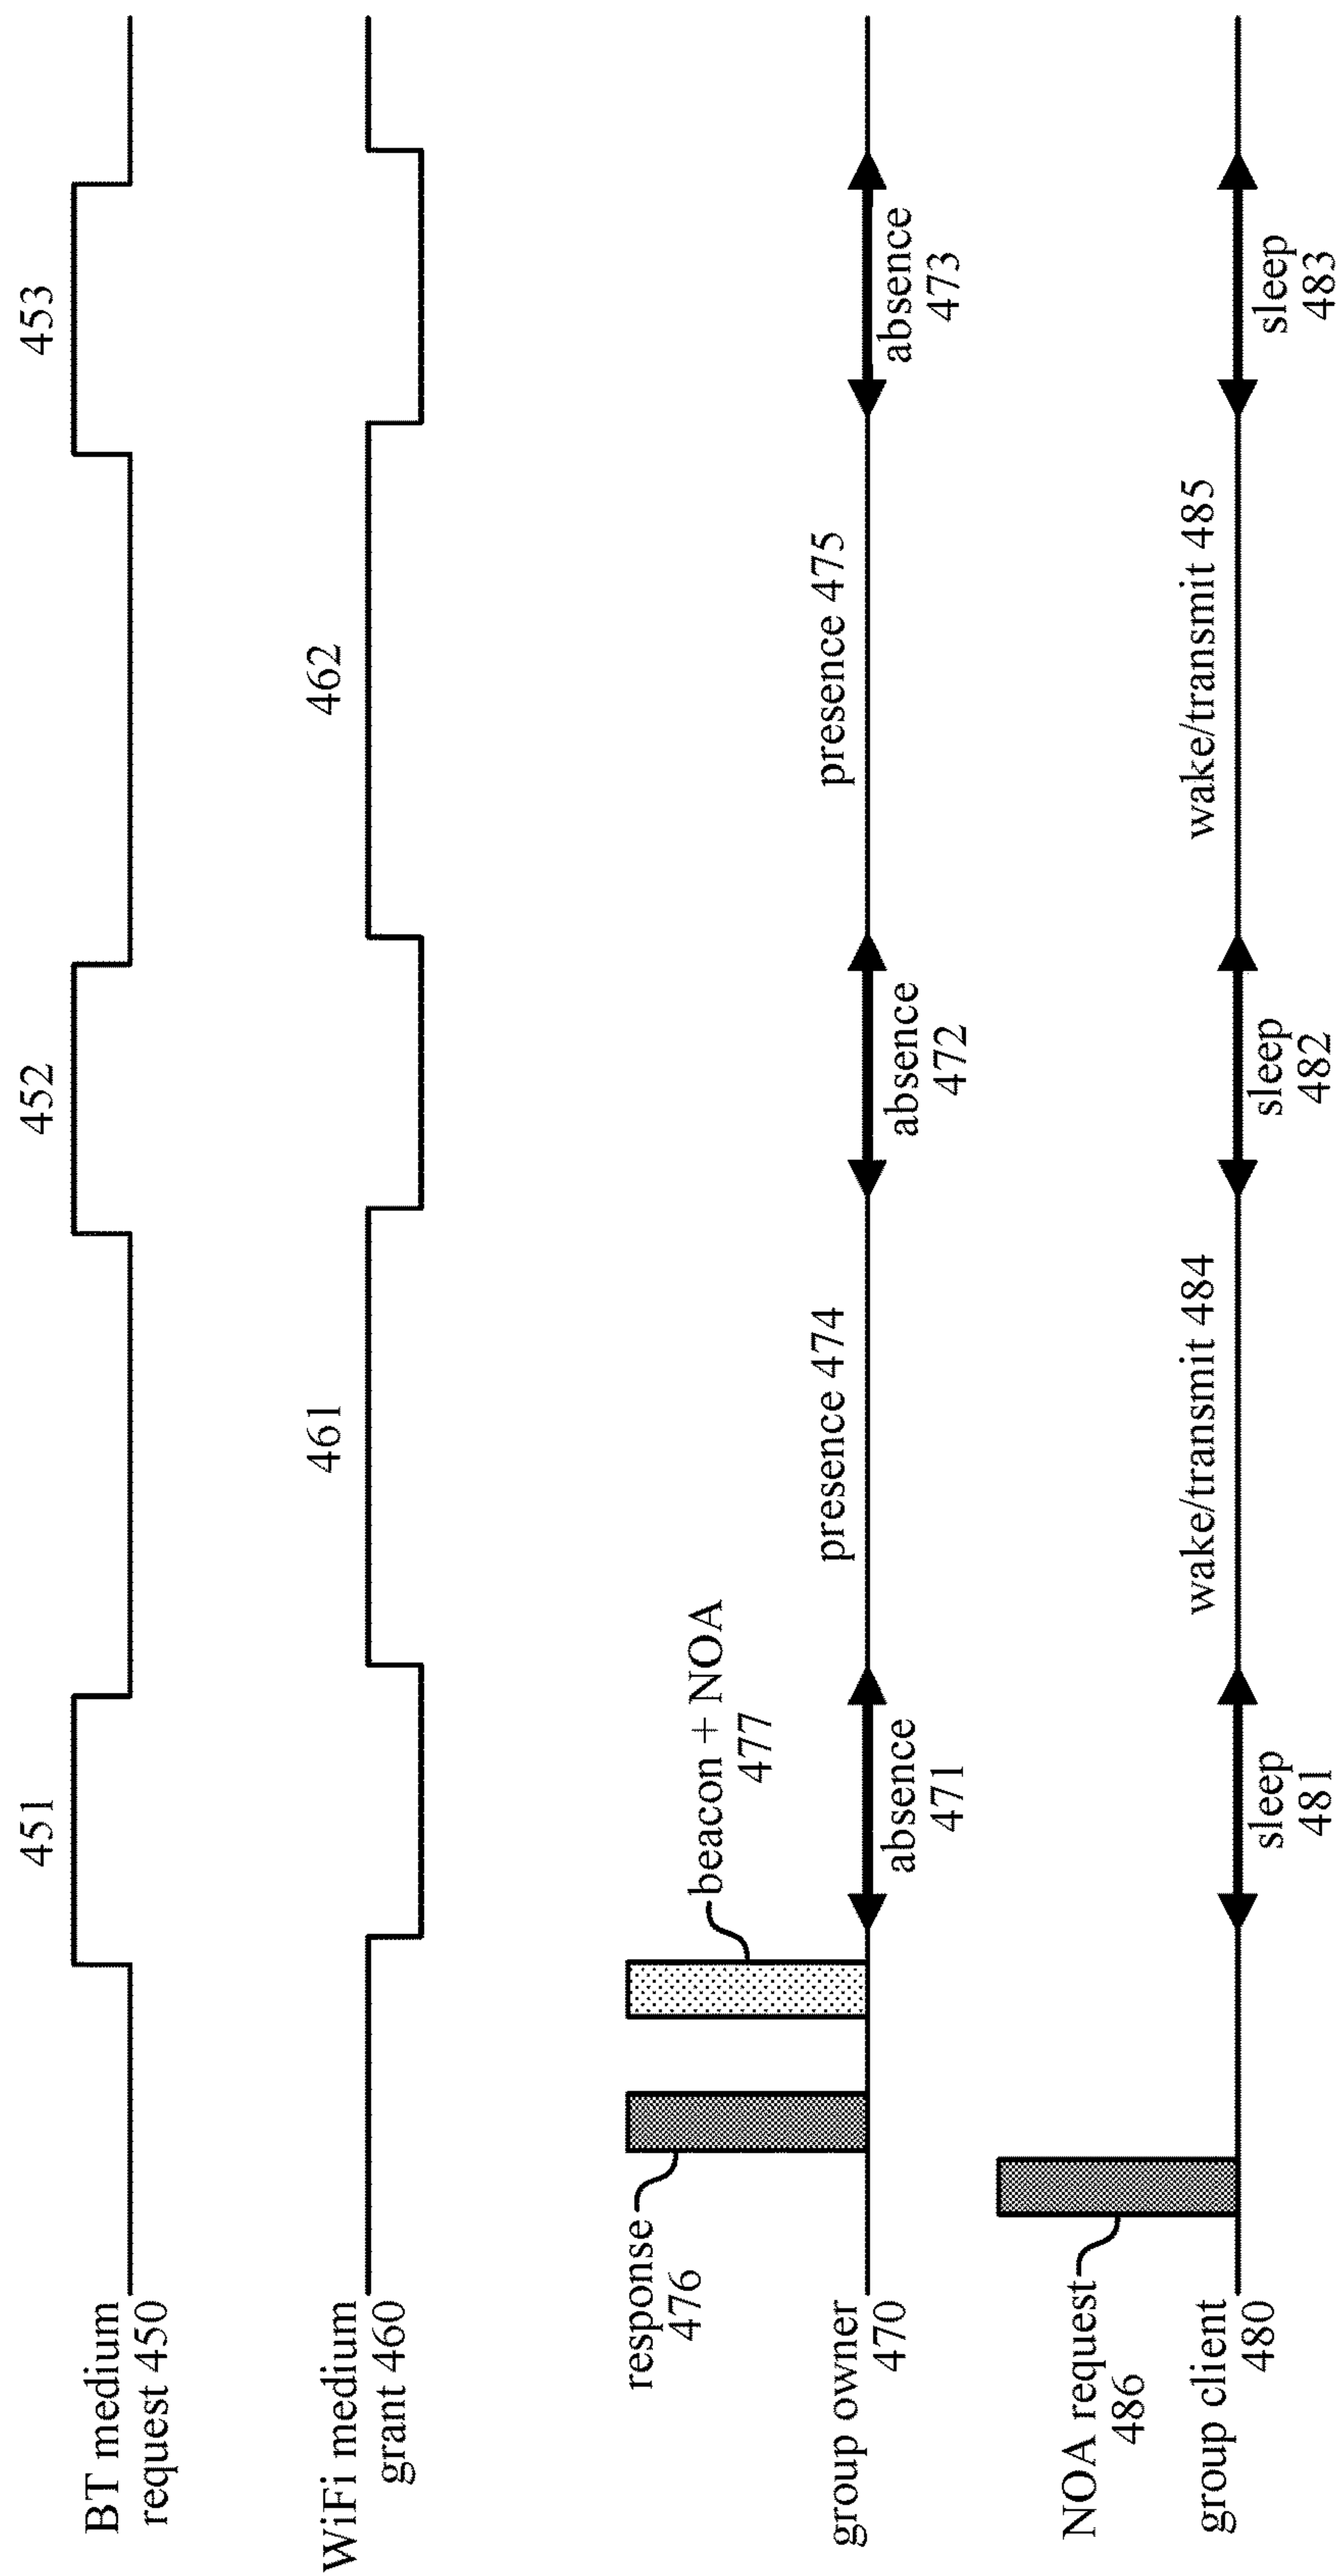 451
452
453
BT medium
request 450
461
462
WiFi medium
grant 460
response
476
beacon + NOA
477
presence 474
presence 475
group owner
470
absence
471
absence
472
absence
473
NOA request
486
wake/transmit 484
wake/transmit 485
group client
480
sleep
481
sleep
482
sleep
483